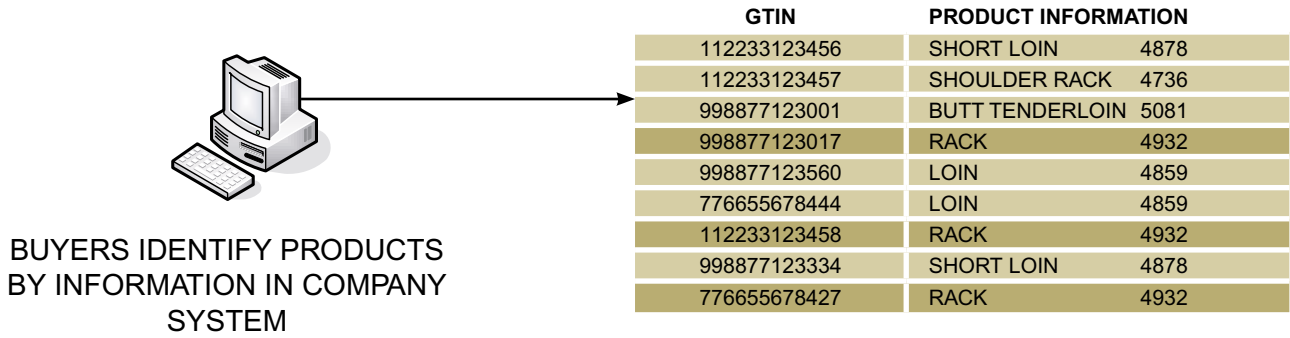 GTIN PRODUCT INFORMATION
112233123456 SHORT LOIN 4878
112233123457 SHOULDER RACK 4736
998877123001 BUTT TENDERLOIN 5081
998877123017 RACK 4932
998877123560 LOIN 4859
776655678444 LOIN 4859
112233123458 RACK 4932
998877123334 SHORT LOIN 4878
776655678427 RACK 4932
BUYERS IDENTIFY PRODUCTS
BY INFORMATION IN COMPANY
SYSTEM